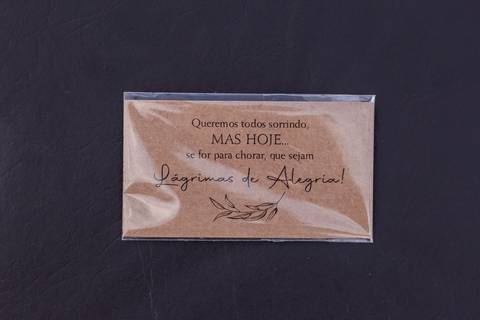 Queremos todos sorrindo,
MAS HOJE...
se for para chorar, que sejam
Lágrimas de Alegria!